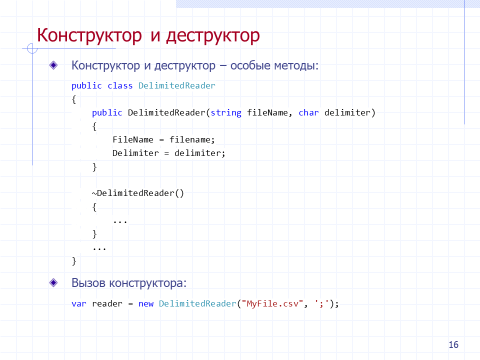 Конструктор и деструктор
Конструктор и деструктор – особые методы:
public class DelimitedReader
{
public DelimitedReader(string fileName, char delimiter)
{
FileName = filename;
Delimiter = delimiter;
}
~DelimitedReader()
{
...
}
...
}
Вызов конструктора:
var reader = new DelimitedReader("MyFile.csv", ';');
16